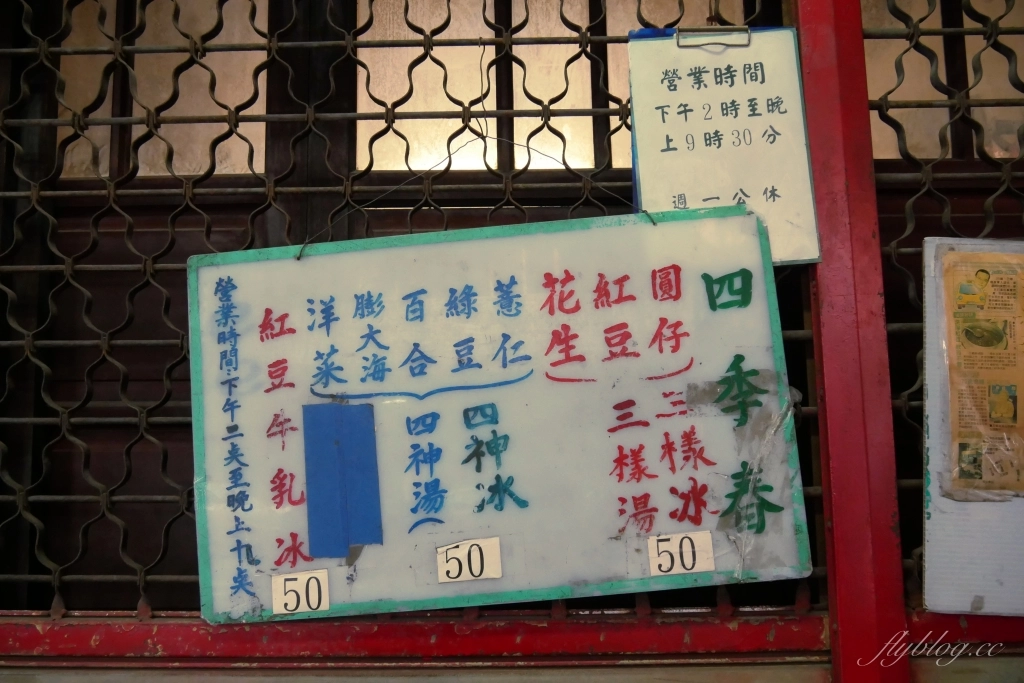 營業時間
下午2時至晚
上9時30分
週一公休
四季春
圓仔
紅豆
花生
三樣冰
三樣湯
50
薏仁
綠豆
百合
膨大海
洋菜
四神冰
四神湯
50
紅豆牛乳冰
50
營業時間:下午二点至晚上九点
flyblog.cc